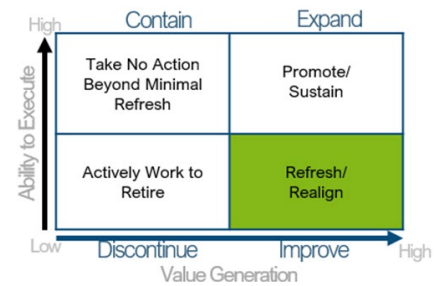 High
Contain
Expand
Take No Action
Beyond Minimal
Refresh
Promote/
Sustain
Ability to Execute
Actively Work to
Retire
Refresh/
Realign
Low
Discontinue
Improve
High
Value Generation